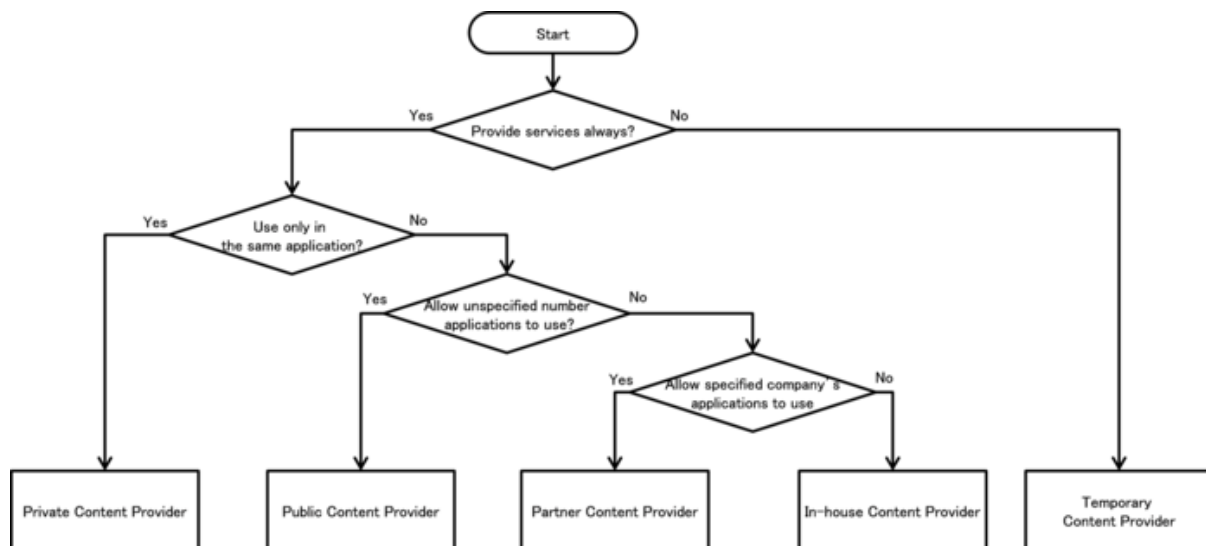 Start
Yes
No
Provide services always?
Yes
No
Use only in
the same application?
Yes
No
Allow unspecified number
applications to use?
Yes
No
Allow specified company's
applications to use
Private Content Provider
Public Content Provider
Partner Content Provider
In-house Content Provider
Temporary
Content Provider